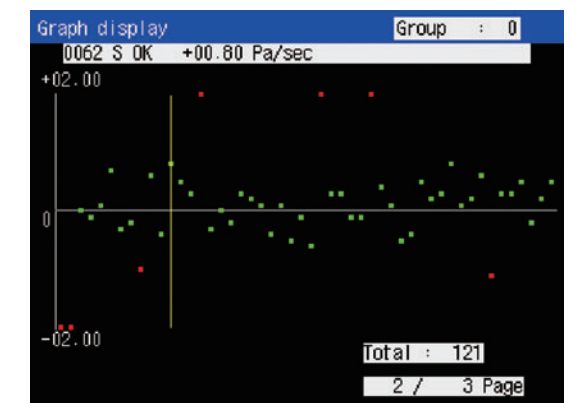 Graph display Group : 0
0062 S OK +00.80 Pa/sec
+02.00
0
-02.00
Total : 121
2 / 3 Page